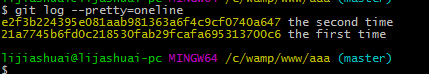 $ git log --pretty=oneline
e2f3b224395e081aab981363a6f4c9cf0740a647 the second time
21a7745b6fd0c218530fab29fcafa695313700c6 the first time
lijiashuai@lijiashuai-pc MINGW64 /c/wamp/www/aaa (master)
$